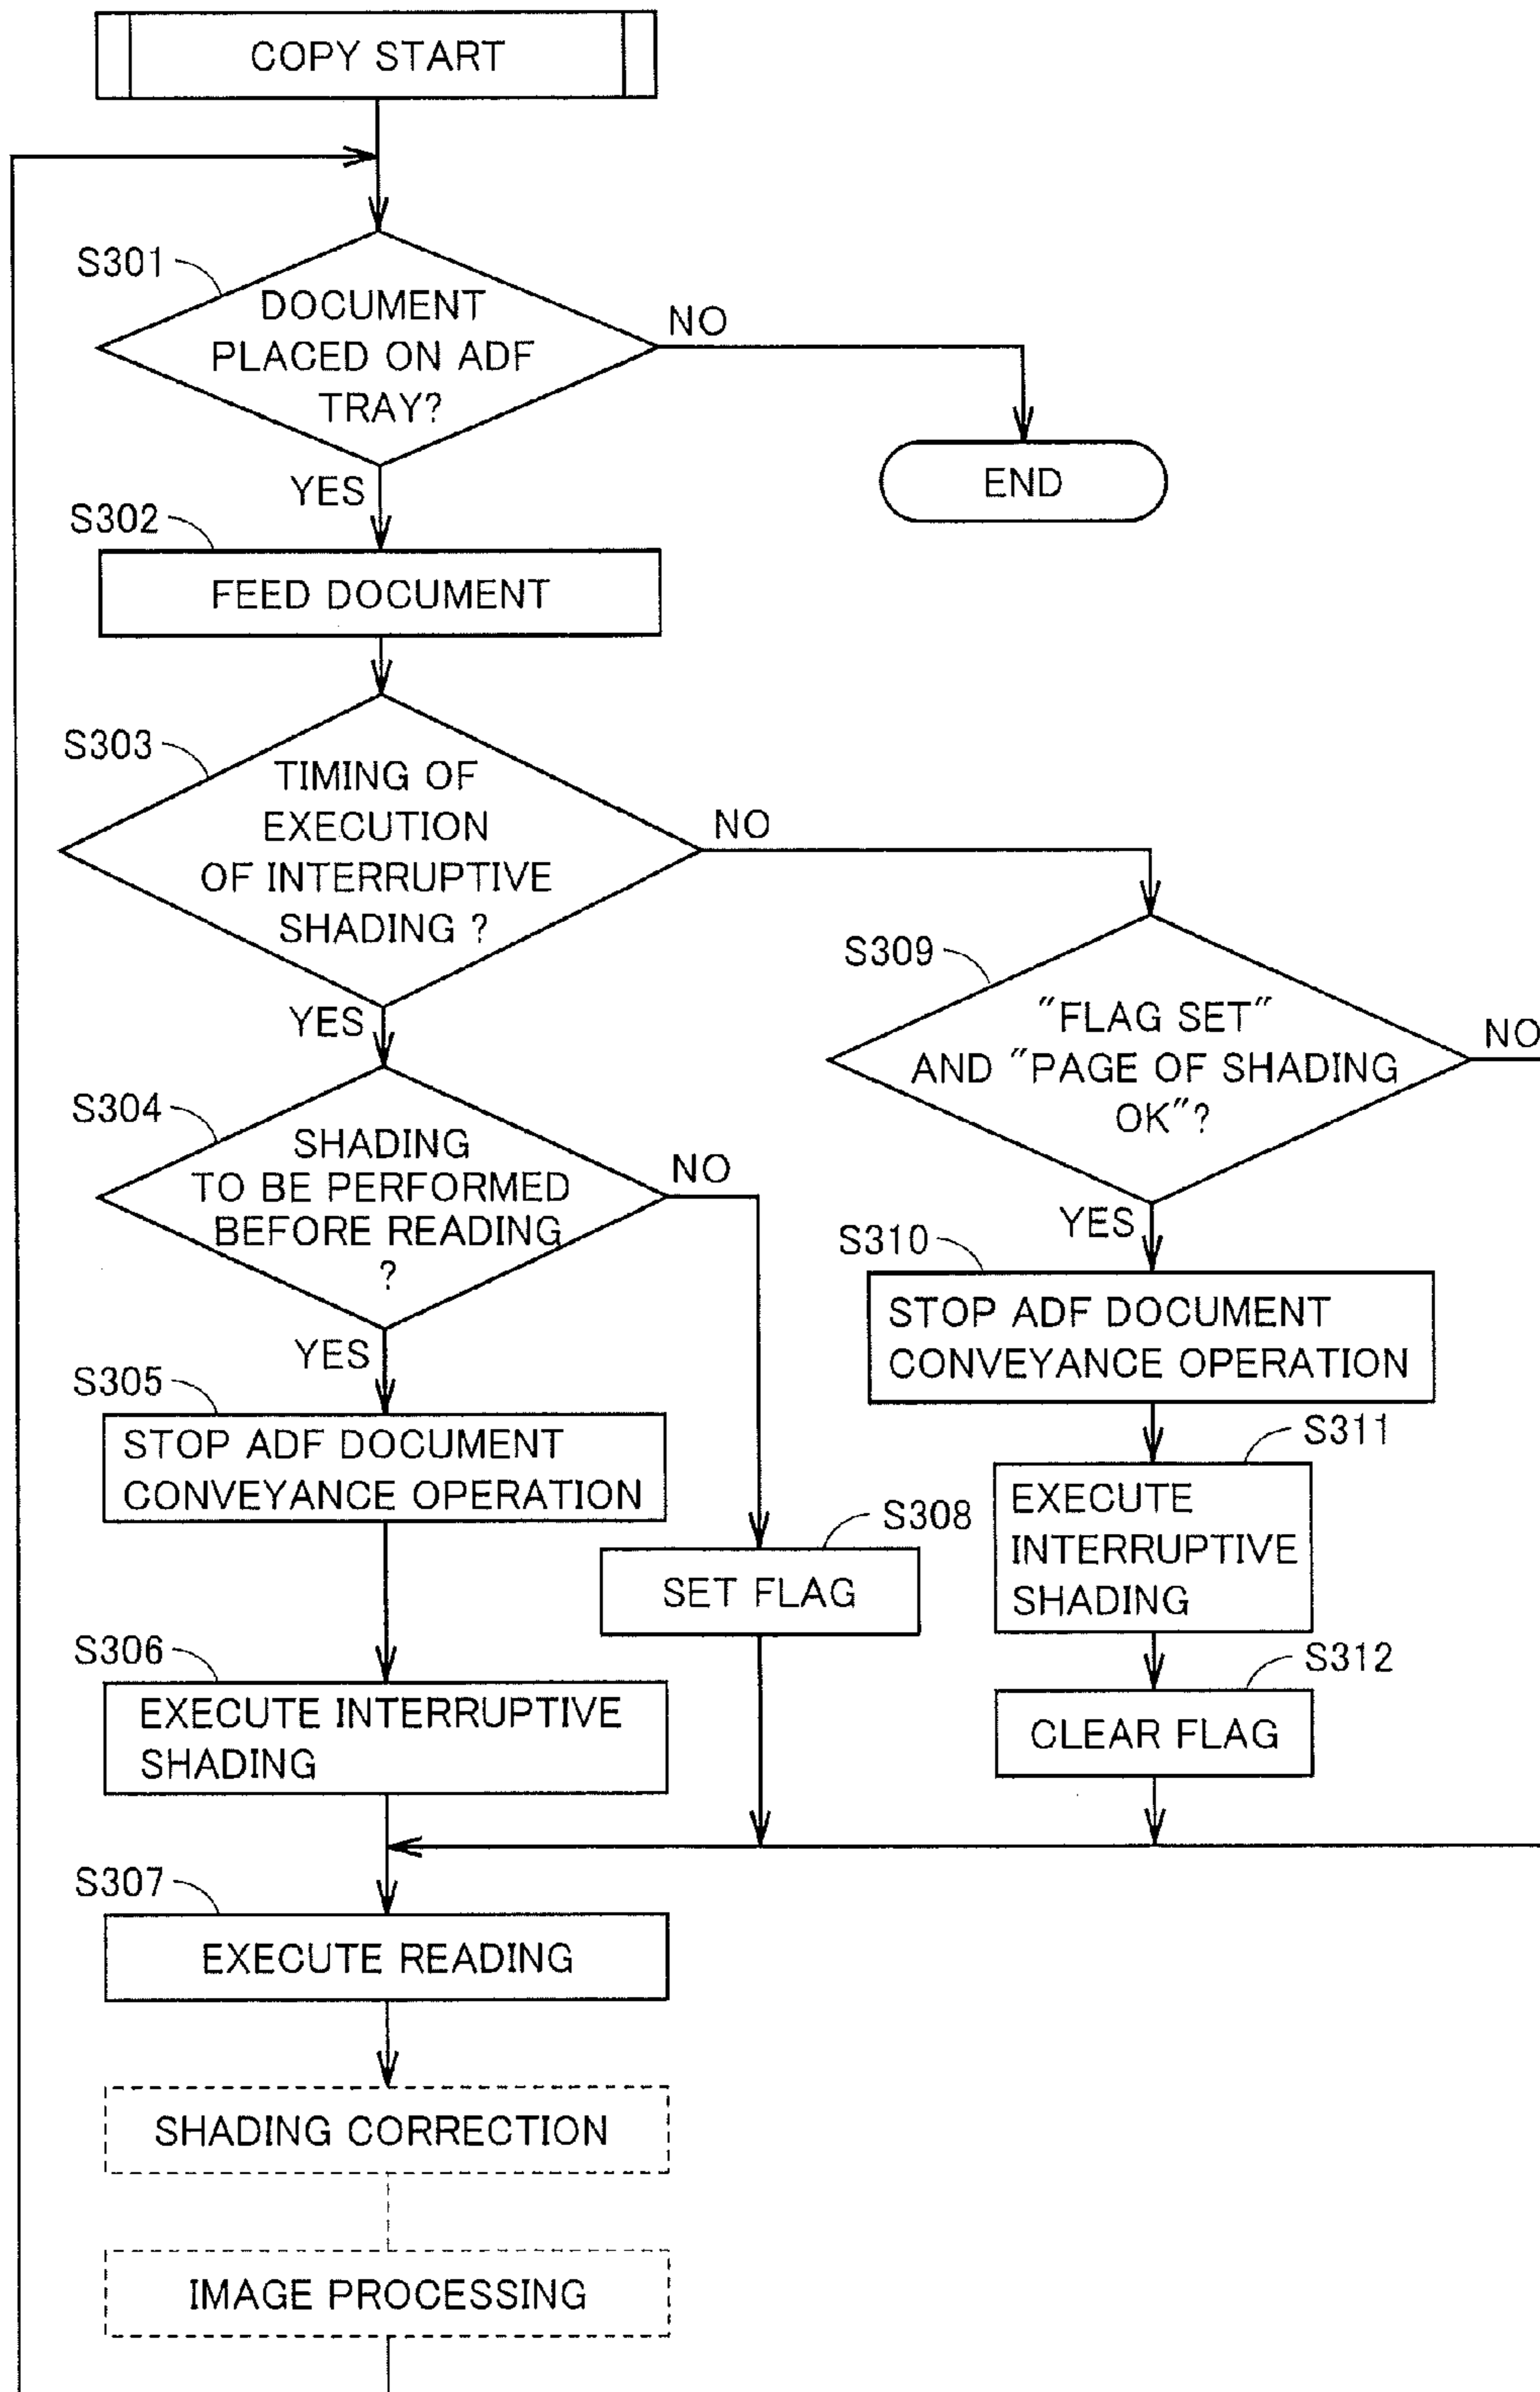 COPY START
S301
DOCUMENT
PLACED ON ADF
TRAY?
NO
END
YES
S302
FEED DOCUMENT
S303
TIMING OF
EXECUTION
OF INTERRUPTIVE
SHADING ?
NO
YES
S309
"FLAG SET"
AND "PAGE OF SHADING
OK"?
NO
YES
S304
SHADING
TO BE PERFORMED
BEFORE READING
?
NO
YES
S310
STOP ADF DOCUMENT
CONVEYANCE OPERATION
S305
STOP ADF DOCUMENT
CONVEYANCE OPERATION
S311
EXECUTE
INTERRUPTIVE
SHADING
S308
SET FLAG
S306
EXECUTE INTERRUPTIVE
SHADING
S312
CLEAR FLAG
S307
EXECUTE READING
SHADING CORRECTION
IMAGE PROCESSING